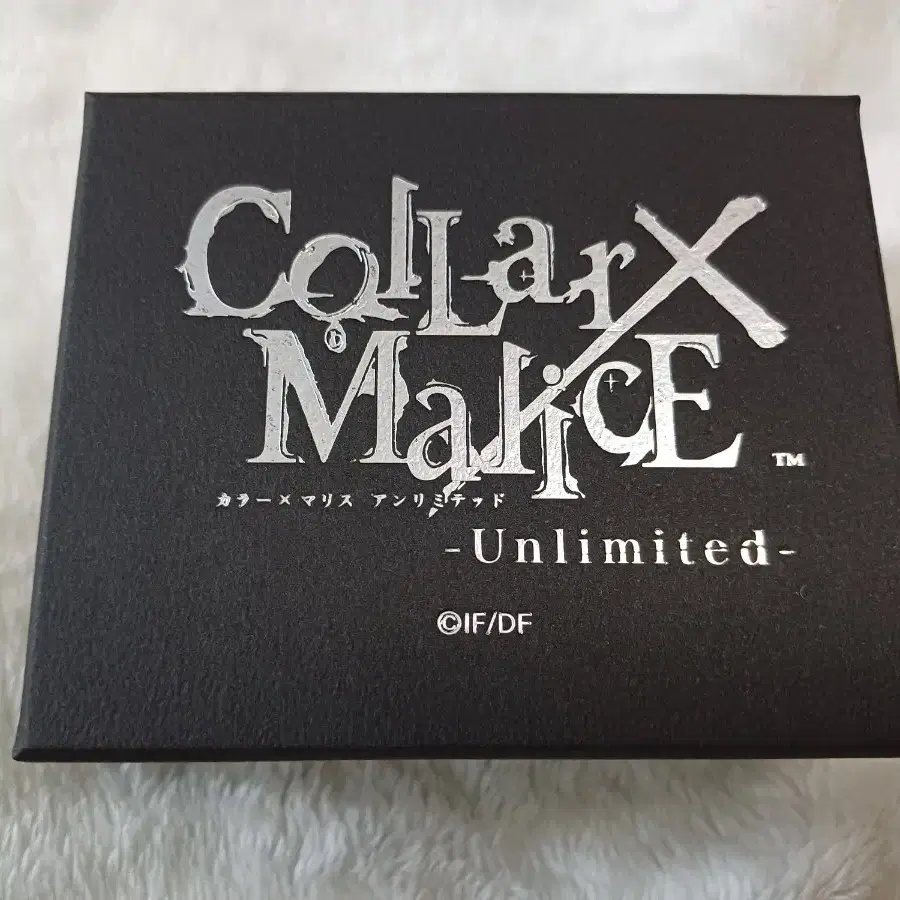 Collar×
Malice ™
カラー×マリス アンリミテッド
-Unlimited-
©IF/DF